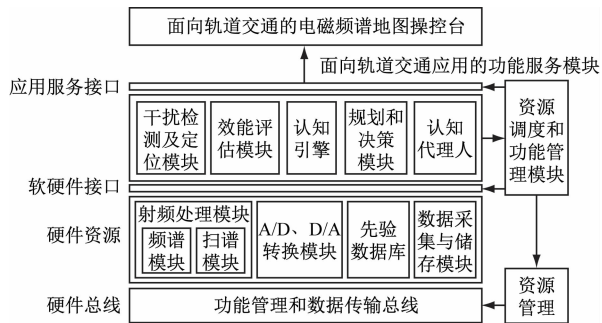 面向轨道交通的电磁频谱地图操控台
面向轨道交通应用的功能服务模块
应用服务接口
干扰检
测及定
位模块
效能评
估模块
认知
引擎
规划和
决策
模块
认知
代理人
资源
调度和
功能管
理模块
软硬件接口
硬件资源
射频处理模块
频谱
模块
扫谱
模块
A/D、D/A
转换模块
先验
数据库
数据采
集与储
存模块
硬件总线
功能管理和数据传输总线
资源
管理